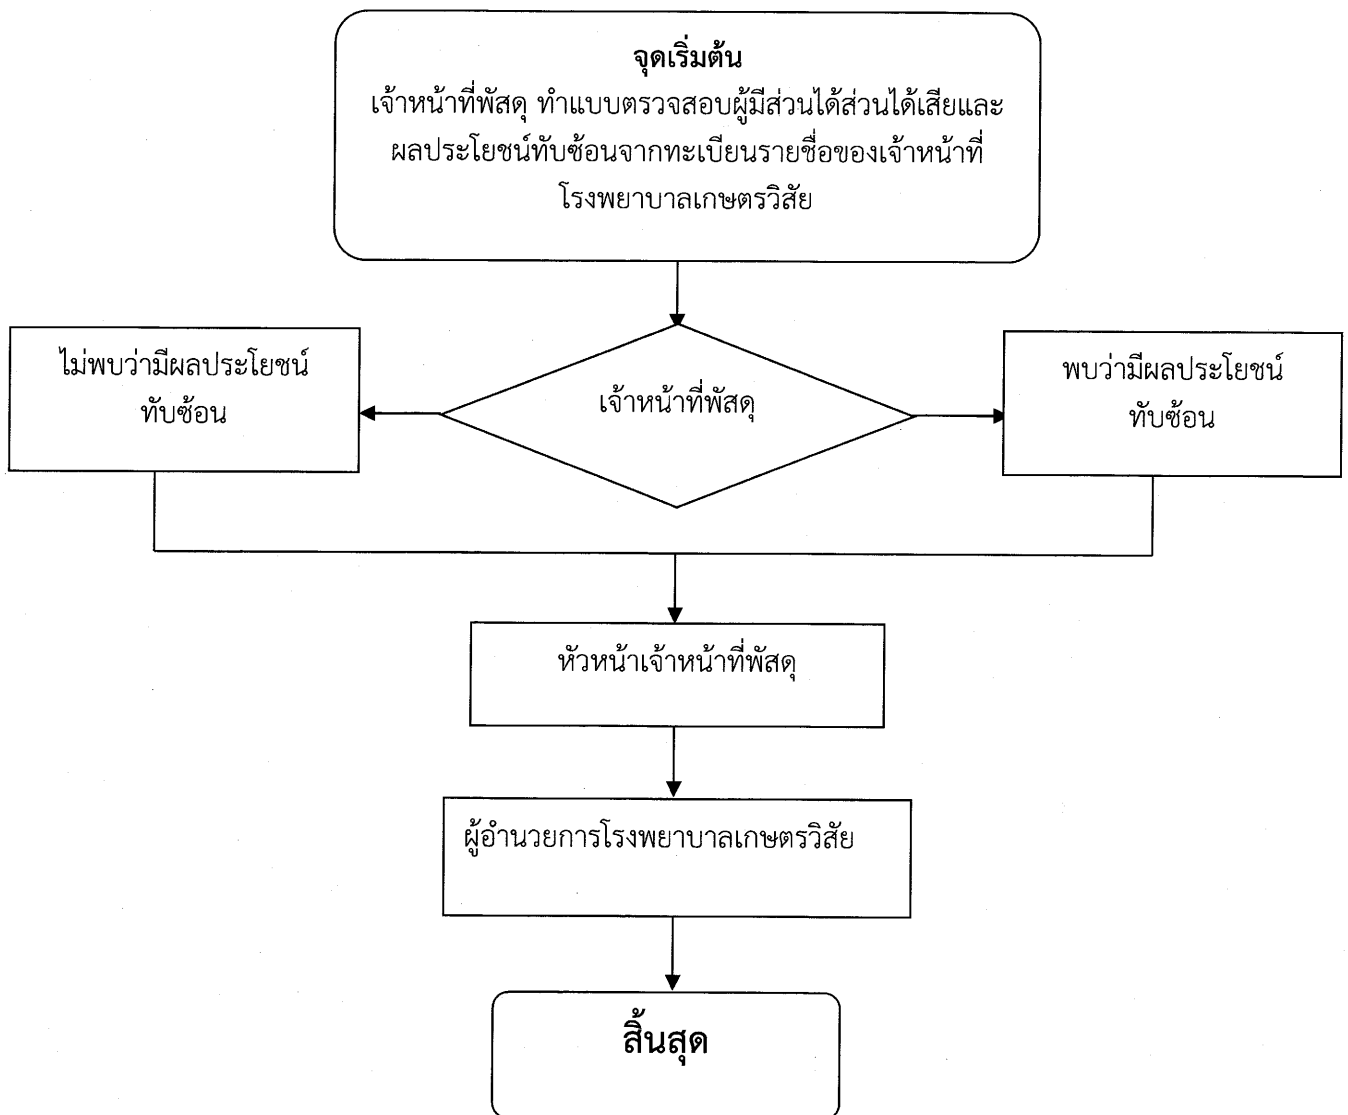 จุดเริ่มต้น
เจ้าหน้าที่พัสดุ ทำแบบตรวจสอบผู้มีส่วนได้ส่วนได้เสียและ
ผลประโยชน์ทับซ้อนจากทะเบียนรายชื่อของเจ้าหน้าที่
โรงพยาบาลเกษตรวิสัย
ไม่พบว่ามีผลประโยชน์
ทับซ้อน
เจ้าหน้าที่พัสดุ
พบว่ามีผลประโยชน์
ทับซ้อน
หัวหน้าเจ้าหน้าที่พัสดุ
ผู้อำนวยการโรงพยาบาลเกษตรวิสัย
สิ้นสุด